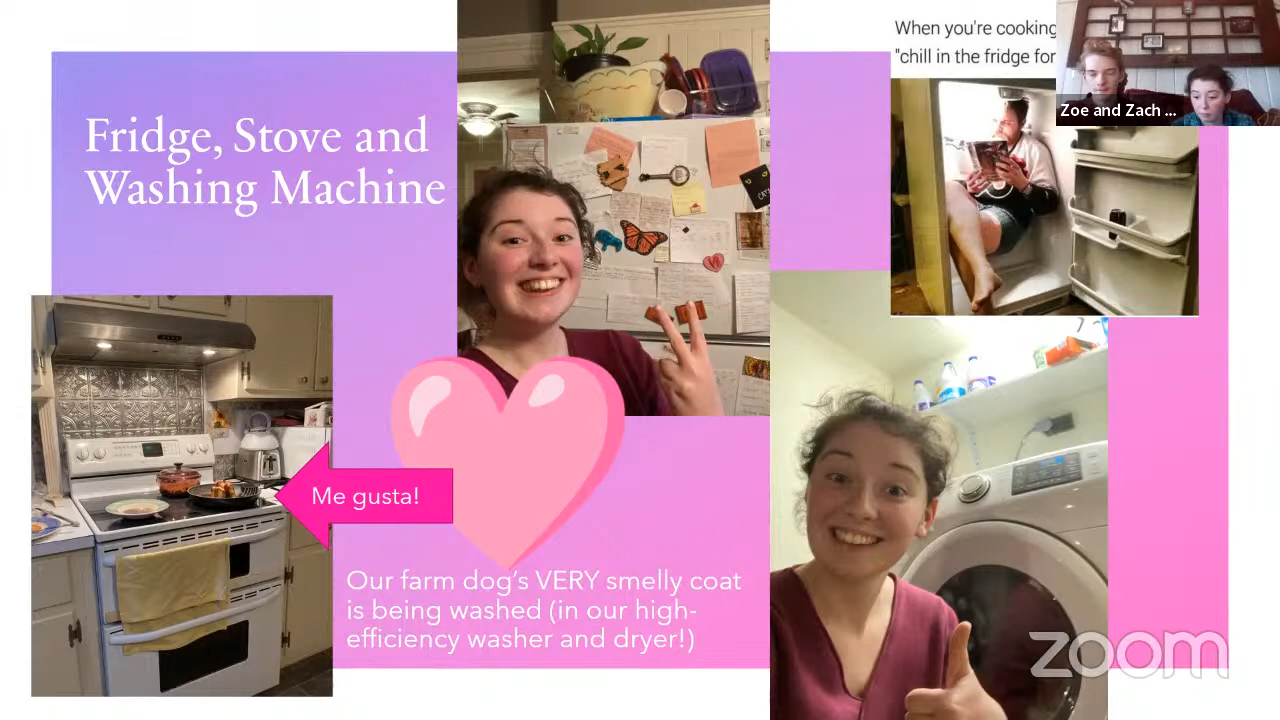 When you're cooking
"chill in the fridge for
Zoe and Zach ...
Fridge, Stove and
Washing Machine
Me gusta!
Our farm dog's VERY smelly coat
is being washed (in our high-
efficiency washer and dryer!)
zoom